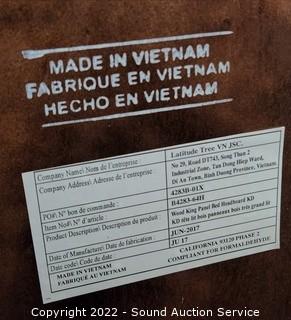 MADE IN VIETNAM
FABRIQUE EN VIETNAM
HECHO EN VIETNAM
Company Name\ Nom de l'entreprise : Latitude Tree VN JSC.
Company Address\ Adresse de l'entreprise : No 29, Road DT743, Song Than 2
Industrial Zone, Tan Dong Hiep Ward,
Di An Town, Binh Duong Province, Vietnam.
PO#\ N° bon de commande : 4283B-01X
Item No#\ N° d'article : B4283-64H
Product Description\ Description du produit : Wood King Panel Bed Headboard KD
KD tête lit bois panneaux bois très grand lit
Date of Manufacture\ Date de fabrication : JUN-2017
Date code\ Code de date : JU 17
MADE IN VIETNAM
FABRIQUÉ AU VIETNAM
CALIFORNIA 93120 PHASE 2
COMPLIANT FOR FORMALDEHYDE
Copyright 2022 - Sound Auction Service